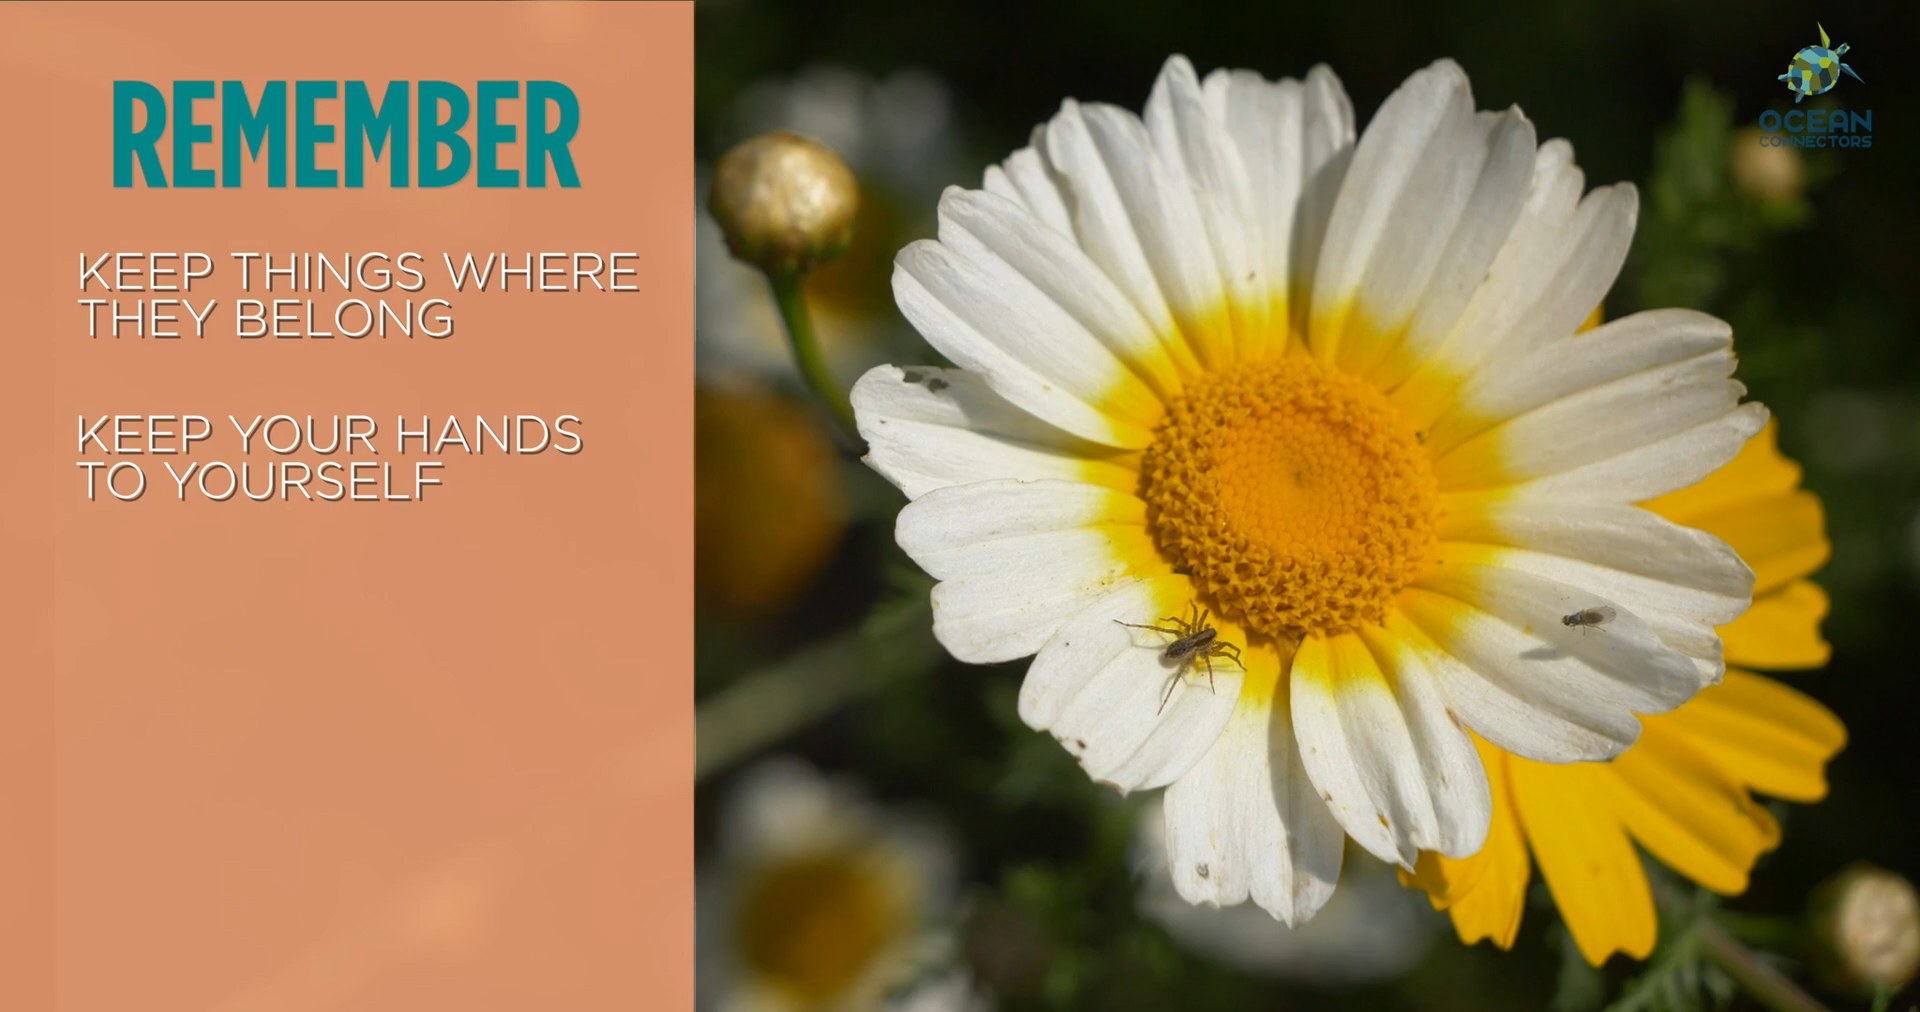 REMEMBER
KEEP THINGS WHERE
THEY BELONG
KEEP YOUR HANDS
TO YOURSELF
OCEAN
CONNECTORS